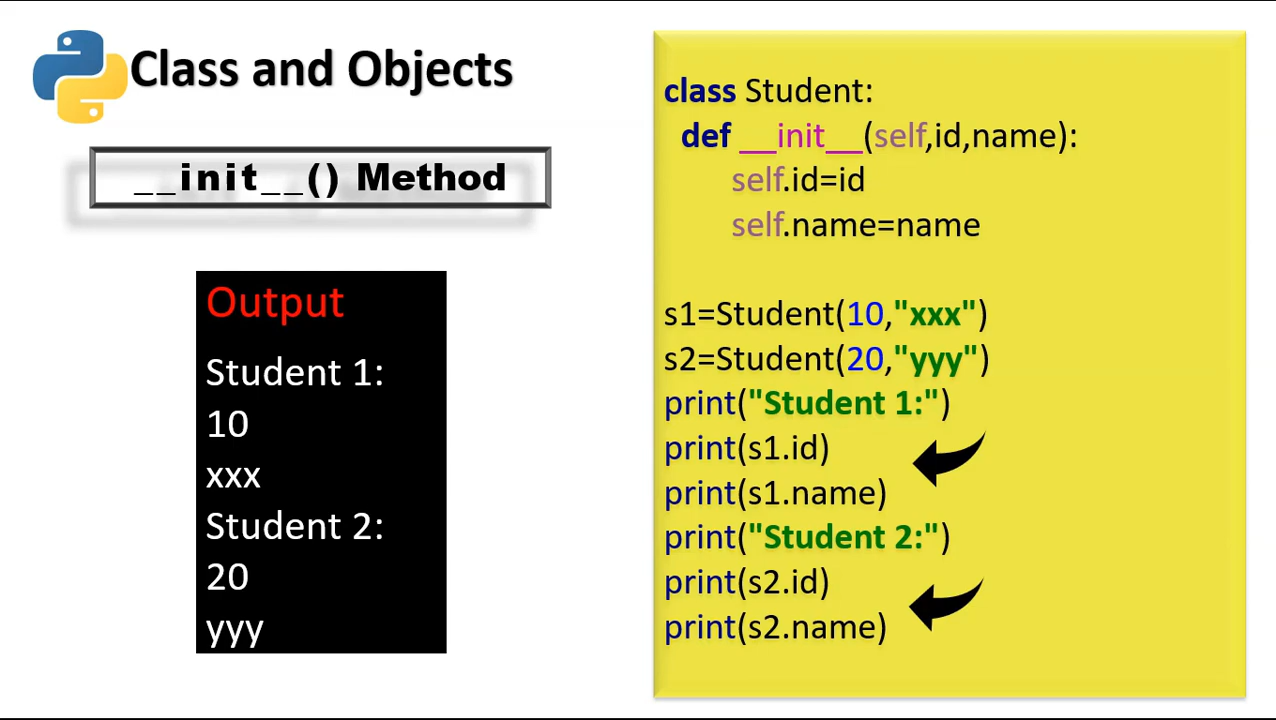 Class and Objects
__init__() Method
Output
Student 1:
10
xxx
Student 2:
20
yyy
class Student:
def __init__(self,id,name):
self.id=id
self.name=name
s1=Student(10,"xxx")
s2=Student(20,"yyy")
print("Student 1:")
print(s1.id)
print(s1.name)
print("Student 2:")
print(s2.id)
print(s2.name)